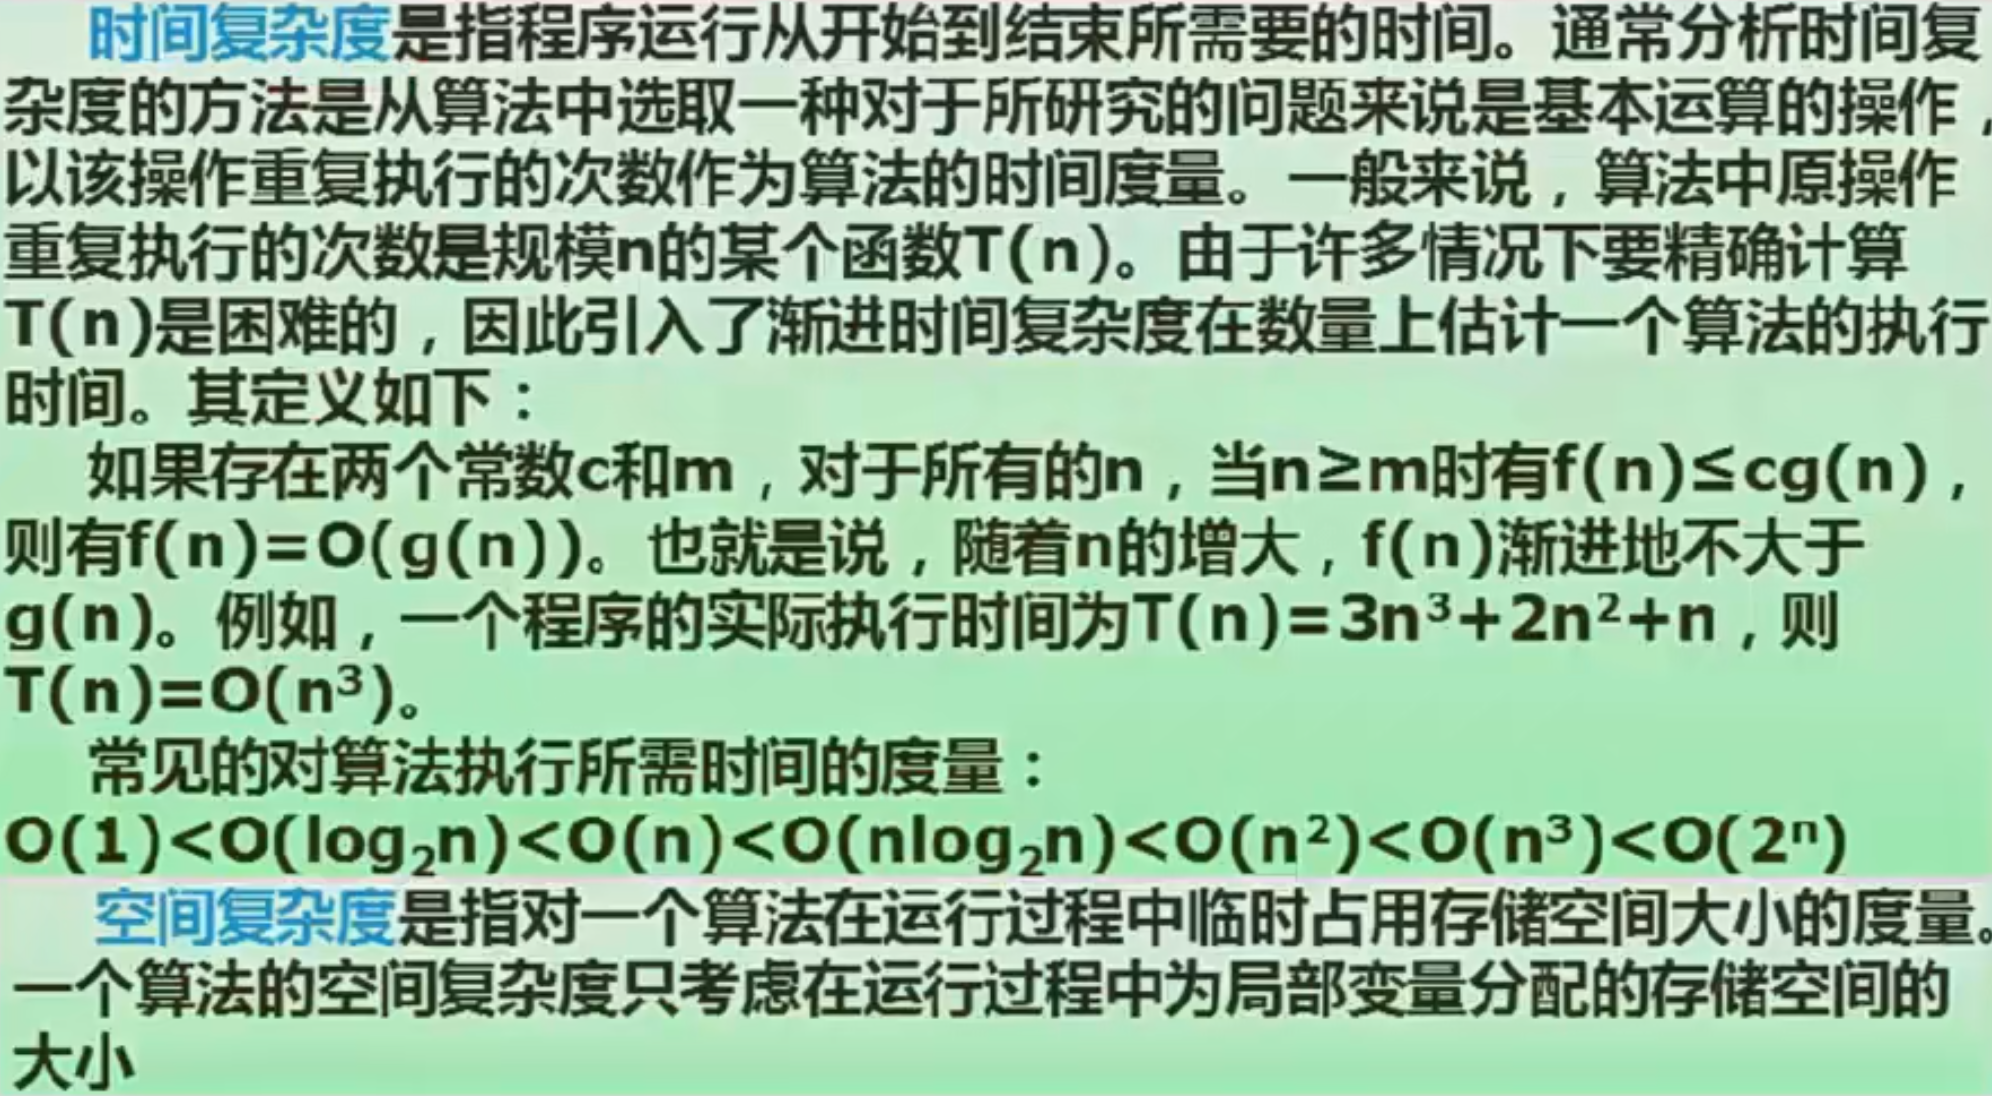 时间复杂度是指程序运行从开始到结束所需要的时间。通常分析时间复
杂度的方法是从算法中选取一种对于所研究的问题来说是基本运算的操作，
以该操作重复执行的次数作为算法的时间度量。一般来说，算法中原操作
重复执行的次数是规模n的某个函数T(n)。由于许多情况下要精确计算
T(n)是困难的，因此引入了渐进时间复杂度在数量上估计一个算法的执行
时间。其定义如下：
如果存在两个常数c和m，对于所有的n，当n≥m时有f(n)≤cg(n)，
则有f(n)=O(g(n))。也就是说，随着n的增大，f(n)渐进地不大于
g(n)。例如，一个程序的实际执行时间为T(n)=3n³+2n²+n，则
T(n)=O(n³)。
常见的对算法执行所需时间的度量：
O(1)<O(log₂n)<O(n)<O(nlog₂n)<O(n²)<O(n³)<O(2ⁿ)
空间复杂度是指对一个算法在运行过程中临时占用存储空间大小的度量。
一个算法的空间复杂度只考虑在运行过程中为局部变量分配的存储空间的
大小